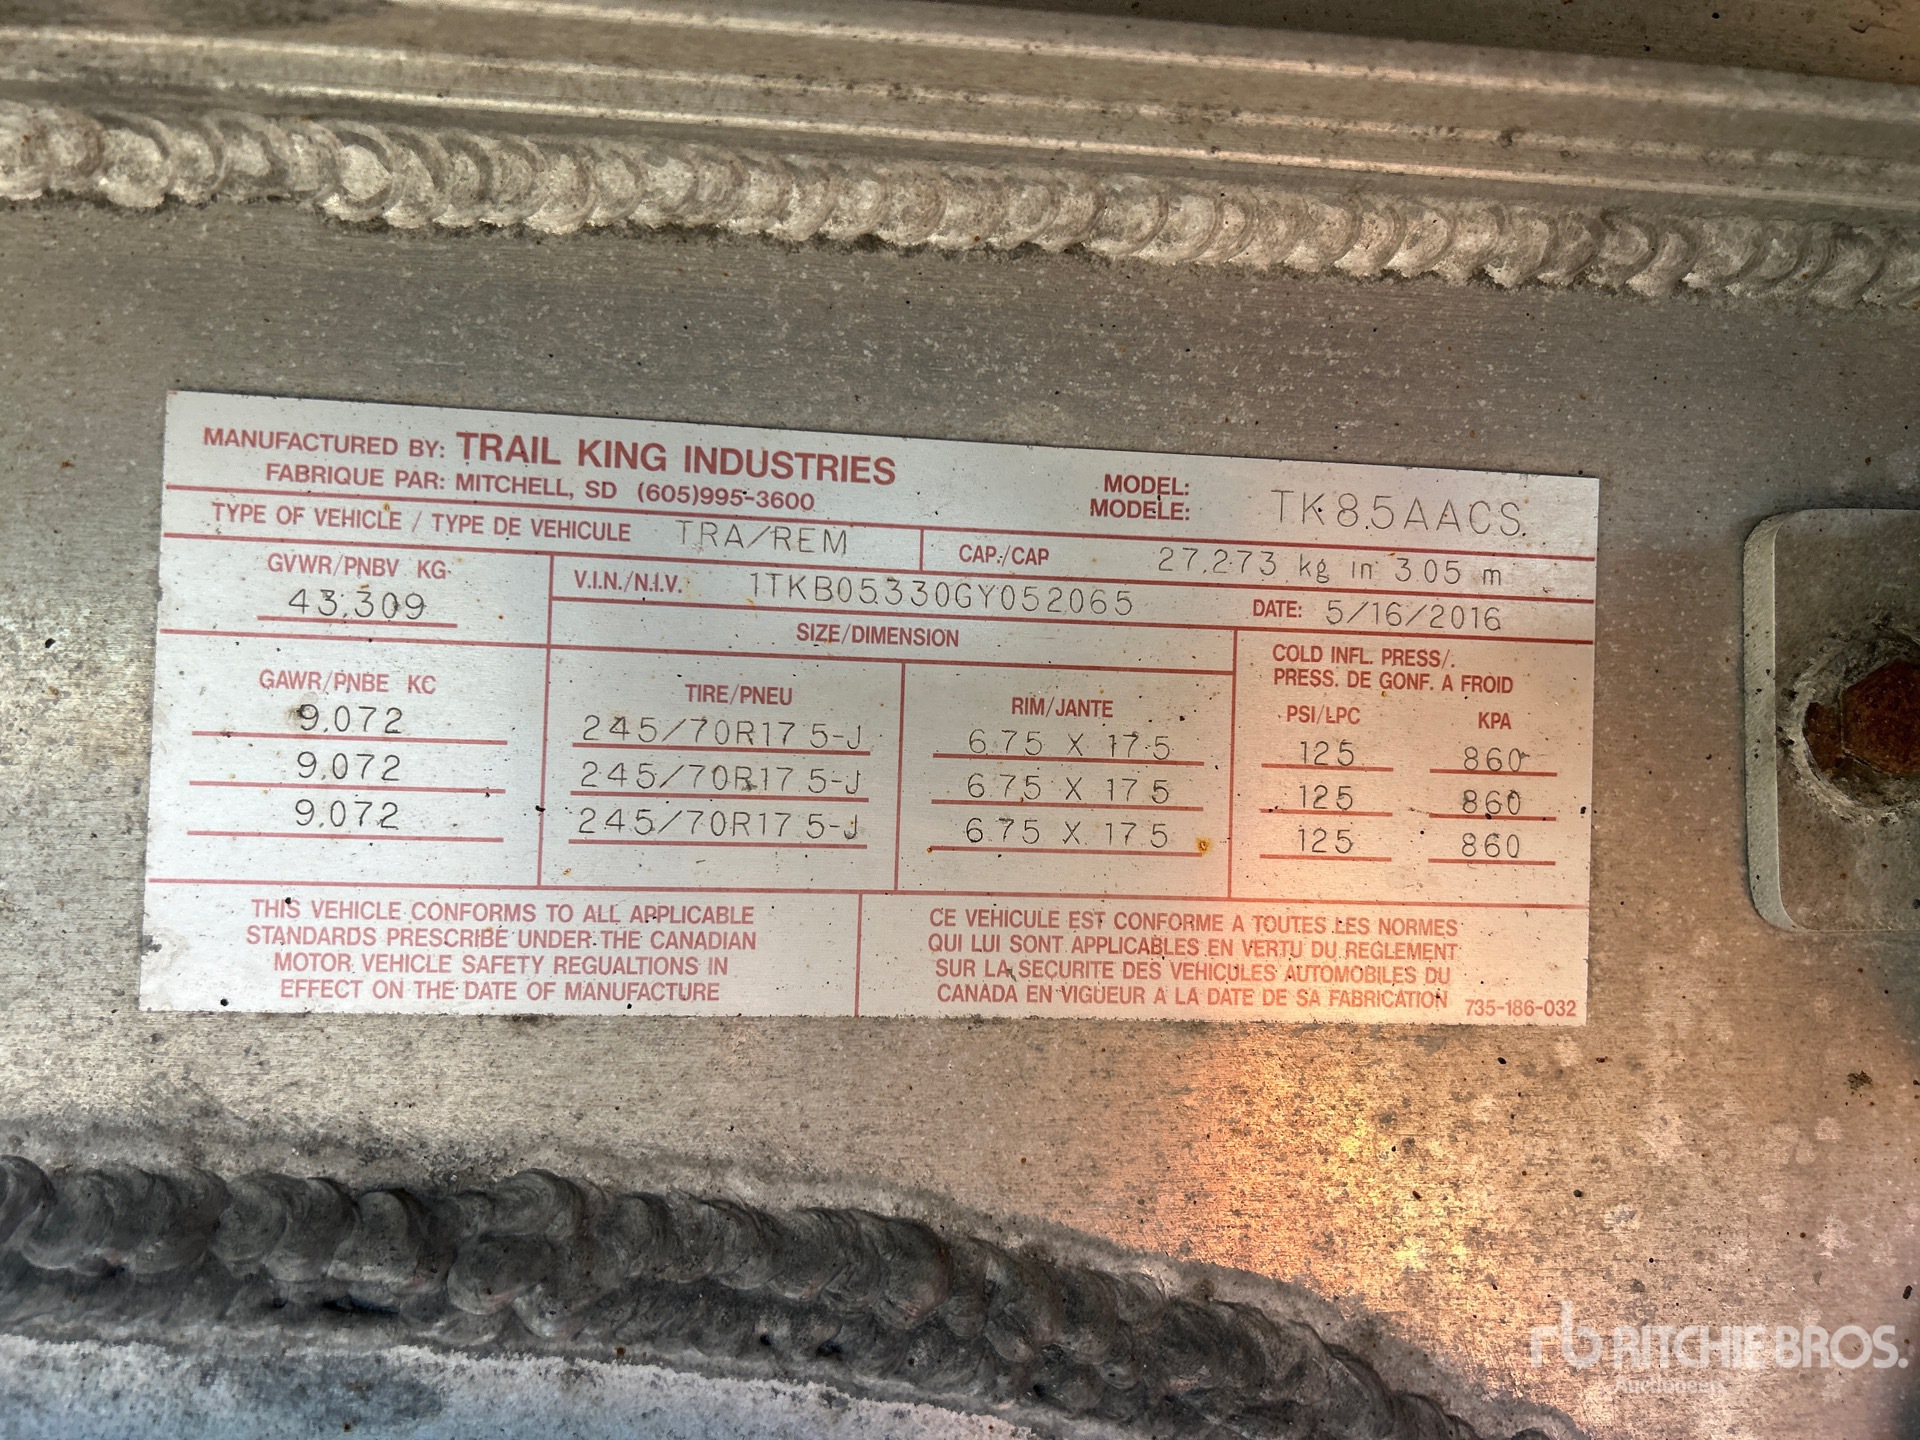 MANUFACTURED BY: TRAIL KING INDUSTRIES
FABRIQUE PAR: MITCHELL, SD (605)995-3600
MODEL:
MODELE: TK85AACS
TYPE OF VEHICLE / TYPE DE VEHICULE TRA/REM
CAP./CAP 27,273 kg in 3.05 m
GVWR/PNBV KG
43,309
V.I.N./N.I.V. 1TKB05330GY052065
DATE: 5/16/2016
SIZE/DIMENSION
COLD INFL. PRESS/.
PRESS. DE GONF. A FROID
GAWR/PNBE KG TIRE/PNEU RIM/JANTE PSI/LPC KPA
9,072 245/70R17.5-J 6.75 X 17.5 125 860
9,072 245/70R17.5-J 6.75 X 17.5 125 860
9,072 245/70R17.5-J 6.75 X 17.5 125 860
THIS VEHICLE CONFORMS TO ALL APPLICABLE
STANDARDS PRESCRIBE UNDER THE CANADIAN
MOTOR VEHICLE SAFETY REGUALTIONS IN
EFFECT ON THE DATE OF MANUFACTURE
CE VEHICULE EST CONFORME A TOUTES LES NORMES
QUI LUI SONT APPLICABLES EN VERTU DU REGLEMENT
SUR LA SECURITE DES VEHICULES AUTOMOBILES DU
CANADA EN VIGUEUR A LA DATE DE SA FABRICATION 735-186-032
rb RITCHIE BROS.
Auctioneers